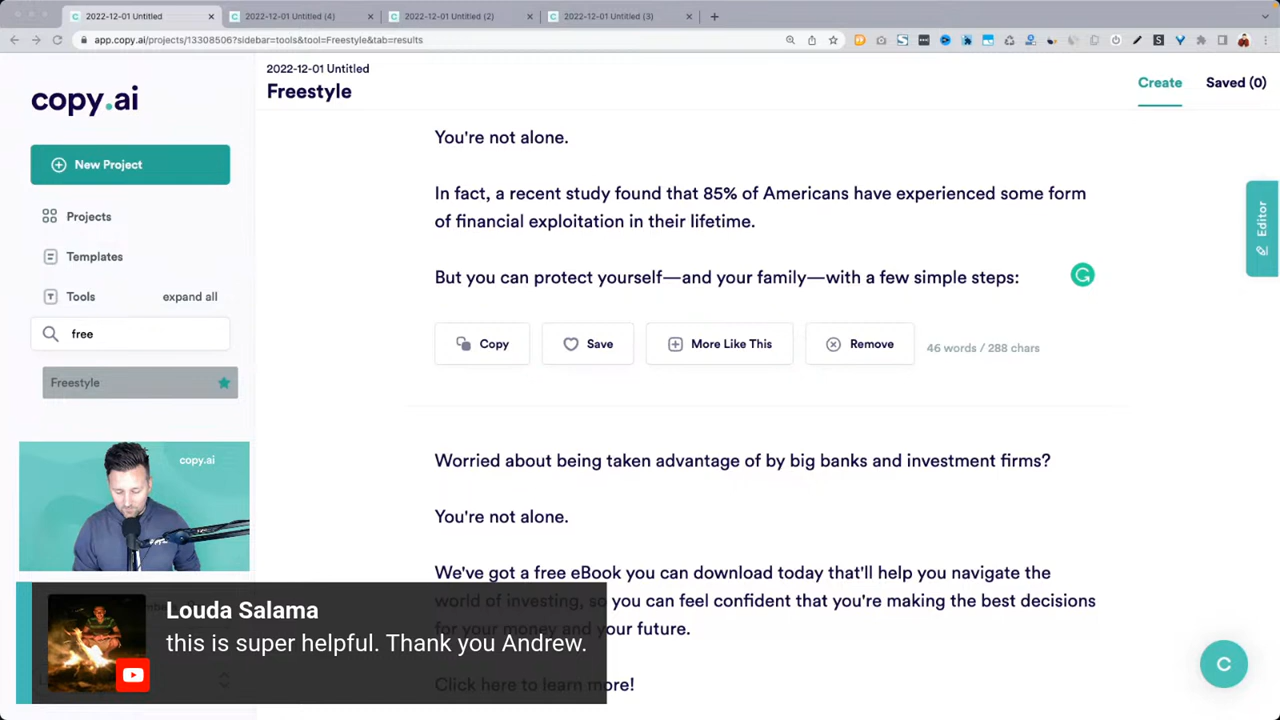 2022-12-01 Untitled
2022-12-01 Untitled (4)
2022-12-01 Untitled (2)
2022-12-01 Untitled (3)
app.copy.ai/projects/13308506?sidebar=tools&tool=Freestyle&tab=results
copy.ai
2022-12-01 Untitled
Freestyle
Create
Saved (0)
New Project
Projects
Templates
Tools
expand all
free
Freestyle
Editor
You're not alone.
In fact, a recent study found that 85% of Americans have experienced some form
of financial exploitation in their lifetime.
But you can protect yourself—and your family—with a few simple steps:
Copy
Save
More Like This
Remove
46 words / 288 chars
Worried about being taken advantage of by big banks and investment firms?
You're not alone.
We've got a free eBook you can download today that'll help you navigate the
world of investing, so you can feel confident that you're making the best decisions
for your money and your future.
Click here to learn more!
copy.ai
Louda Salama
this is super helpful. Thank you Andrew.